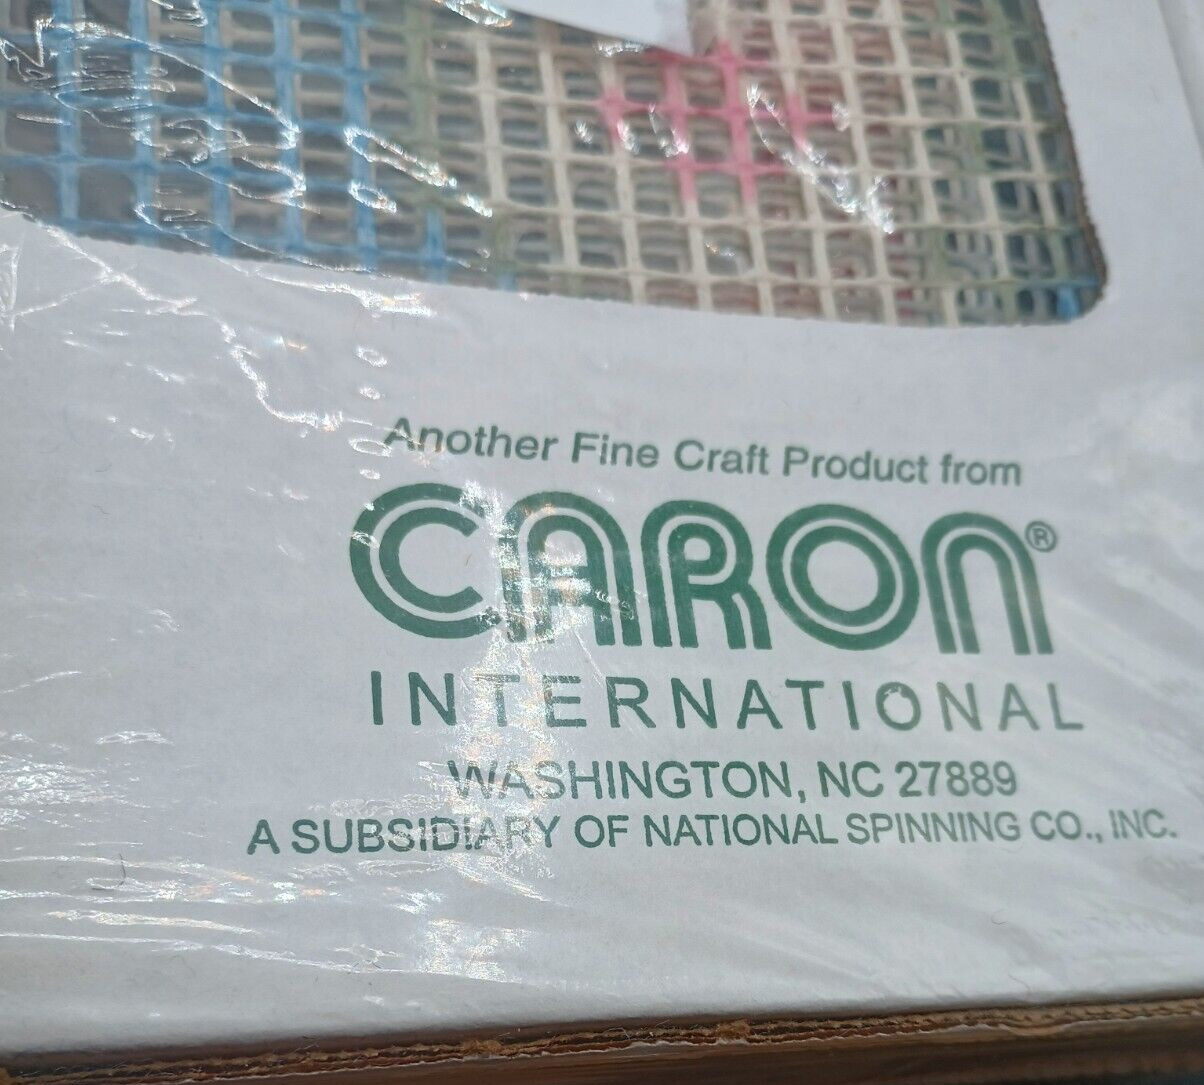 Another Fine Craft Product from
CARON®
INTERNATIONAL
WASHINGTON, NC 27889
A SUBSIDIARY OF NATIONAL SPINNING CO., INC.